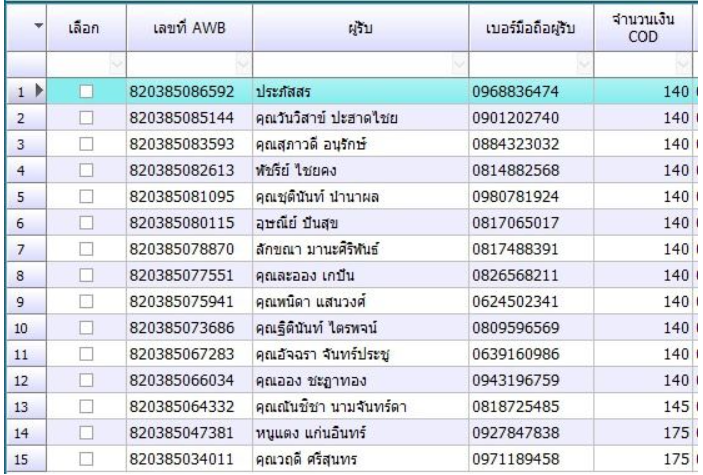 เลือก เลขที่ AWB ผู้รับ เบอร์มือถือผู้รับ จำนวนเงิน COD
1 820385086592 ประภัสสร 0968836474 140
2 820385085144 คุณวันวิสาข์ ปะฮาดไชย 0901202740 140
3 820385083593 คุณสุภาวดี อนุรักษ์ 0884323032 140
4 820385082613 พัชรีย์ ไชยคง 0814882568 140
5 820385081095 คุณชุตินันท์ ปานาผล 0980781924 140
6 820385080115 อุษณีย์ ปั่นสุข 0817065017 140
7 820385078870 ลักขณา มานะศิริพันธ์ 0817488391 140
8 820385077551 คุณละออง เกปัน 0826568211 140
9 820385075941 คุณพนิดา แสนวงศ์ 0624502341 140
10 820385073686 คุณฐิตินันท์ ไตรพจน์ 0809596569 140
11 820385067283 คุณอัจฉรา จันทร์ประชู 0639160986 140
12 820385066034 คุณออง ชะฎาทอง 0943196759 140
13 820385064332 คุณณันชิชา นามจันทร์ดา 0818725485 145
14 820385047381 หนูแดง แก่นอินทร์ 0927847838 175
15 820385034011 คุณวฤดี ศรีสุนทร 0971189458 175